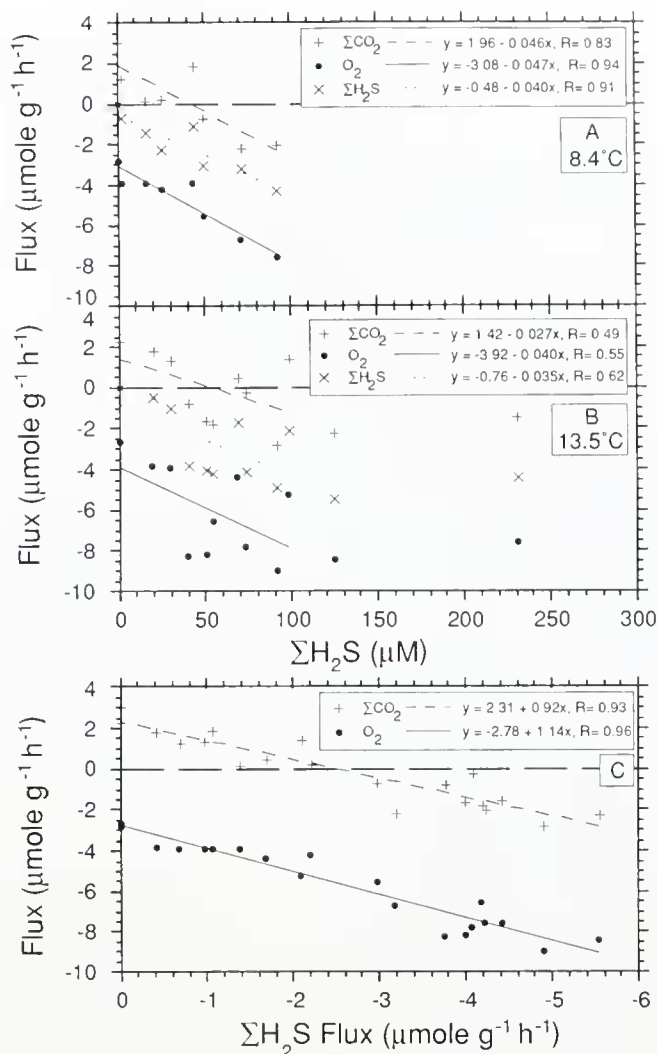 4
2
0
-2
-4
-6
-8
-10
Flux (µmole g⁻¹ h⁻¹)
+ ΣCO₂ y = 1 96 - 0 046x, R= 0 83
• O₂ y = -3 08 - 0 047x, R= 0 94
× ΣH₂S y = -0 48 - 0 040x, R= 0 91
A
8.4°C
4
2
0
-2
-4
-6
-8
-10
Flux (µmole g⁻¹ h⁻¹)
+ ΣCO₂ y = 1 42 - 0 027x, R= 0 49
• O₂ y = -3 92 - 0 040x, R= 0 55
× ΣH₂S y = -0.76 - 0 035x, R= 0 62
B
13.5°C
0 50 100 150 200 250 300
ΣH₂S (µM)
4
2
0
-2
-4
-6
-8
-10
Flux (µmole g⁻¹ h⁻¹)
+ ΣCO₂ y = 2 31 + 0 92x, R= 0.93
• O₂ y = -2.78 + 1 14x, R= 0 96
C
0 -1 -2 -3 -4 -5 -6
ΣH₂S Flux (µmole g⁻¹ h⁻¹)